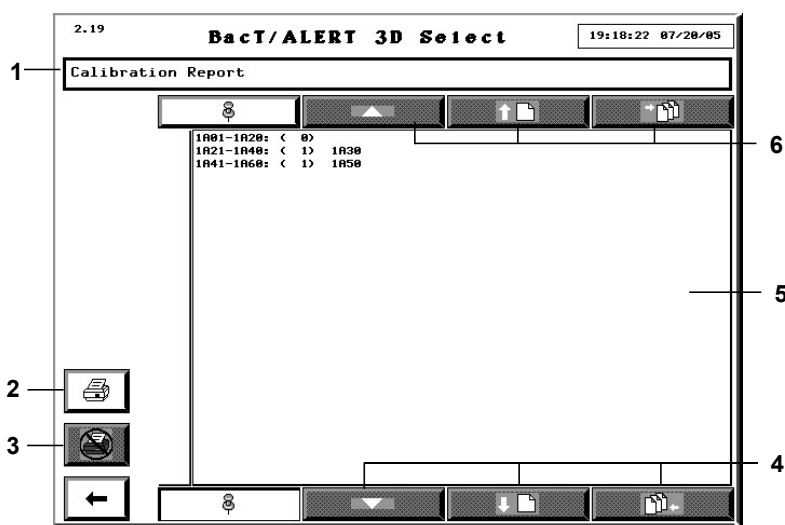 2.19
BacT/ALERT 3D Select
19:18:22 07/20/05
1
Calibration Report
6
1A01-1A20: ( 0)
1A21-1A40: ( 1) 1A30
1A41-1A60: ( 1) 1A50
5
2
3
4